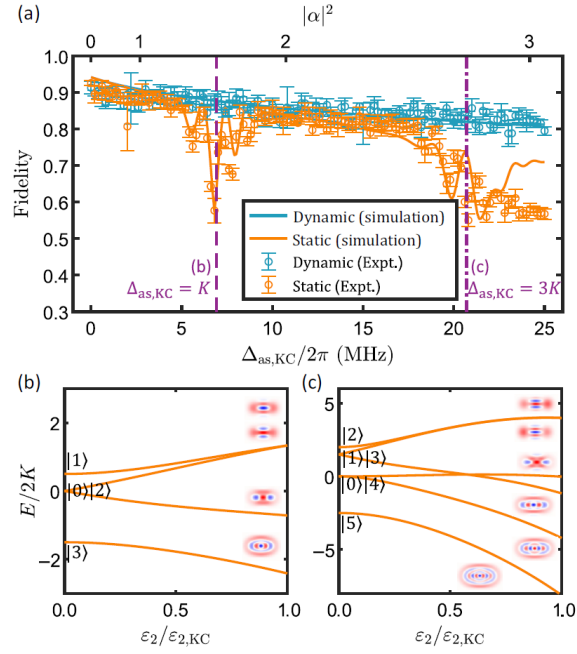 (a)
|α|²
0 1 2 3
1.0
0.9
0.8
0.7
0.6
0.5
0.4
0.3
Fidelity
Dynamic (simulation)
Static (simulation)
Dynamic (Expt.)
Static (Expt.)
(b)
Δas,KC = K
(c)
Δas,KC = 3K
0 5 10 15 20 25
Δas,KC/2π (MHz)
(b)
2
0
−2
E/2K
|1⟩
|0⟩|2⟩
|3⟩
0.0 0.5 1.0
ε2/ε2,KC
(c)
5
0
−5
|2⟩
|1⟩|3⟩
|0⟩|4⟩
|5⟩
0.0 0.5 1.0
ε2/ε2,KC